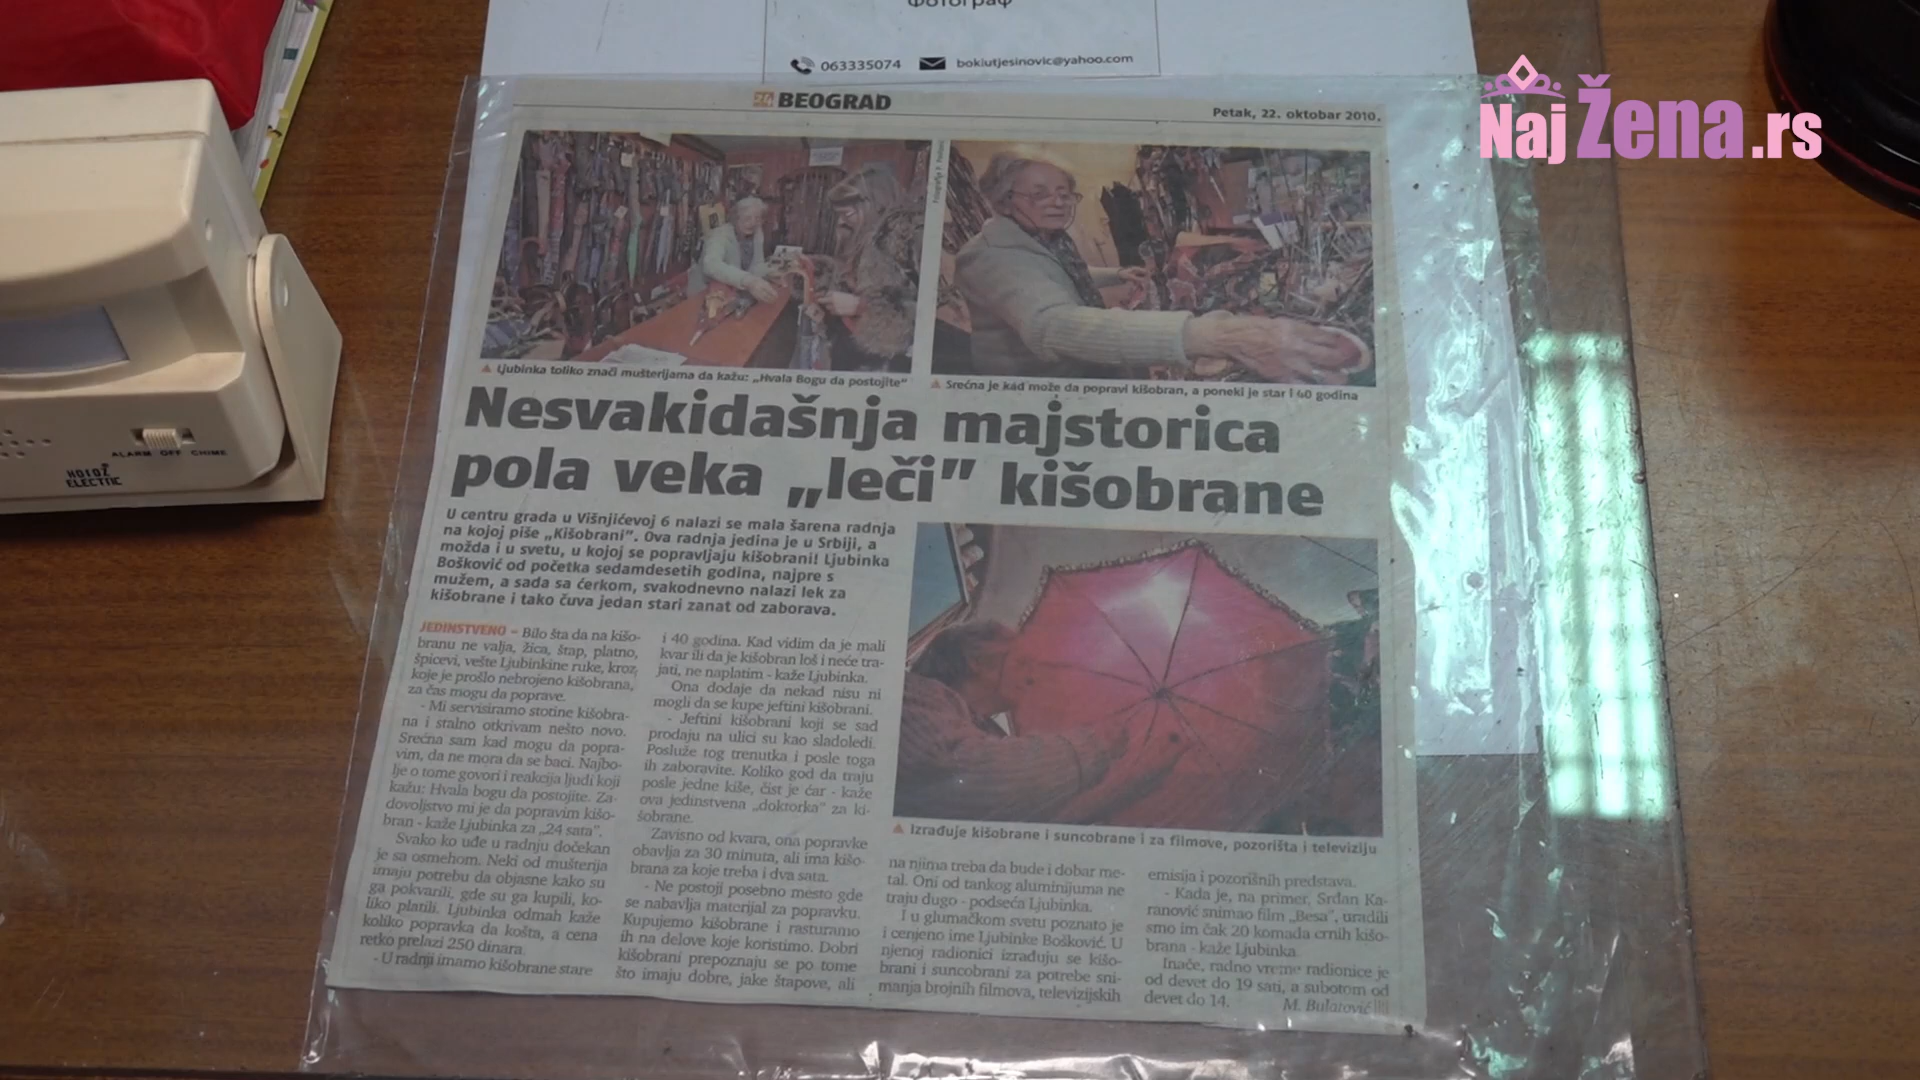 Фотограф
063335074
bokiutjesinovic@yahoo.com
Naj Žena.rs
24 BEOGRAD
Petak, 22. oktobar 2010.
Ljubinka toliko znači mušterijama da kažu: „Hvala Bogu da postojite”
Srećna je kad može da popravi kišobran, a poneki je star i 60 godina
Nesvakidašnja majstorica
pola veka „leči” kišobrane
U centru grada u Višnjićevoj 6 nalazi se mala šarena radnja
na kojoj piše „Kišobrani”. Ova radnja jedina je u Srbiji, a
možda i u svetu, u kojoj se popravljaju kišobrani! Ljubinka
Bošković od početka sedamdesetih godina, najpre s
mužem, a sada sa ćerkom, svakodnevno nalazi lek za
kišobrane i tako čuva jedan stari zanat od zaborava.
JEDINSTVENO – Bilo šta da na kišo-
branu ne valja, žica, štap, platno,
špicevi, vešte Ljubinkine ruke, kroz
koje je prošlo nebrojeno kišobrana,
za čas mogu da poprave.
- Mi servisiramo stotine kišobra-
na i stalno otkrivam nešto novo.
Srećna sam kad mogu da popra-
vim, da ne mora da se baci. Najbo-
lje o tome govori i reakcija ljudi koji
kažu: Hvala bogu da postojite. Za-
dovoljstvo mi je da popravim kišo-
bran - kaže Ljubinka za „24 sata”.
Svako ko uđe u radnju dočekan
je sa osmehom. Neki od mušterija
imaju potrebu da objasne kako su
ga pokvarili, gde su ga kupili, ko-
liko platili. Ljubinka odmah kaže
koliko popravka da košta, a cena
retko prelazi 250 dinara.
- U radnji imamo kišobrane stare
i 40 godina. Kad vidim da je mali
kvar ili da je kišobran loš i neće tra-
jati, ne naplatim - kaže Ljubinka.
Ona dodaje da nekad nisu ni
mogli da se kupe jeftini kišobrani.
- Jeftini kišobrani koji se sad
prodaju na ulici su kao sladoledi.
Posluže tog trenutka i posle toga
ih zaboravite. Koliko god da traju
posle jedne kiše, čist je ćar - kaže
ova jedinstvena „doktorka” za ki-
šobrane.
Zavisno od kvara, ona popravke
obavlja za 30 minuta, ali ima kišo-
brana za koje treba i dva sata.
- Ne postoji posebno mesto gde
se nabavlja materijal za popravku.
Kupujemo kišobrane i rasturamo
ih na delove koje koristimo. Dobri
kišobrani prepoznaju se po tome
što imaju dobre, jake štapove, ali
Izrađuje kišobrane i suncobrane i za filmove, pozorišta i televiziju
na njima treba da bude i dobar me-
tal. Oni od tankog aluminijuma ne
traju dugo - podseća Ljubinka.
I u glumačkom svetu poznato je
i cenjeno ime Ljubinke Bošković. U
njenoj radionici izrađuju se kišo-
brani i suncobrani za potrebe sni-
manja brojnih filmova, televizijskih
emisija i pozorišnih predstava.
- Kada je, na primer, Srđan Ka-
ranović snimao film „Besa”, uradili
smo im čak 20 komada crnih kišo-
brana - kaže Ljubinka.
Inače, radno vreme radionice je
od devet do 19 sati, a subotom od
devet do 14.
M. Bulatović
ALARM OFF CHIME
HOLOZ
ELECTRIC